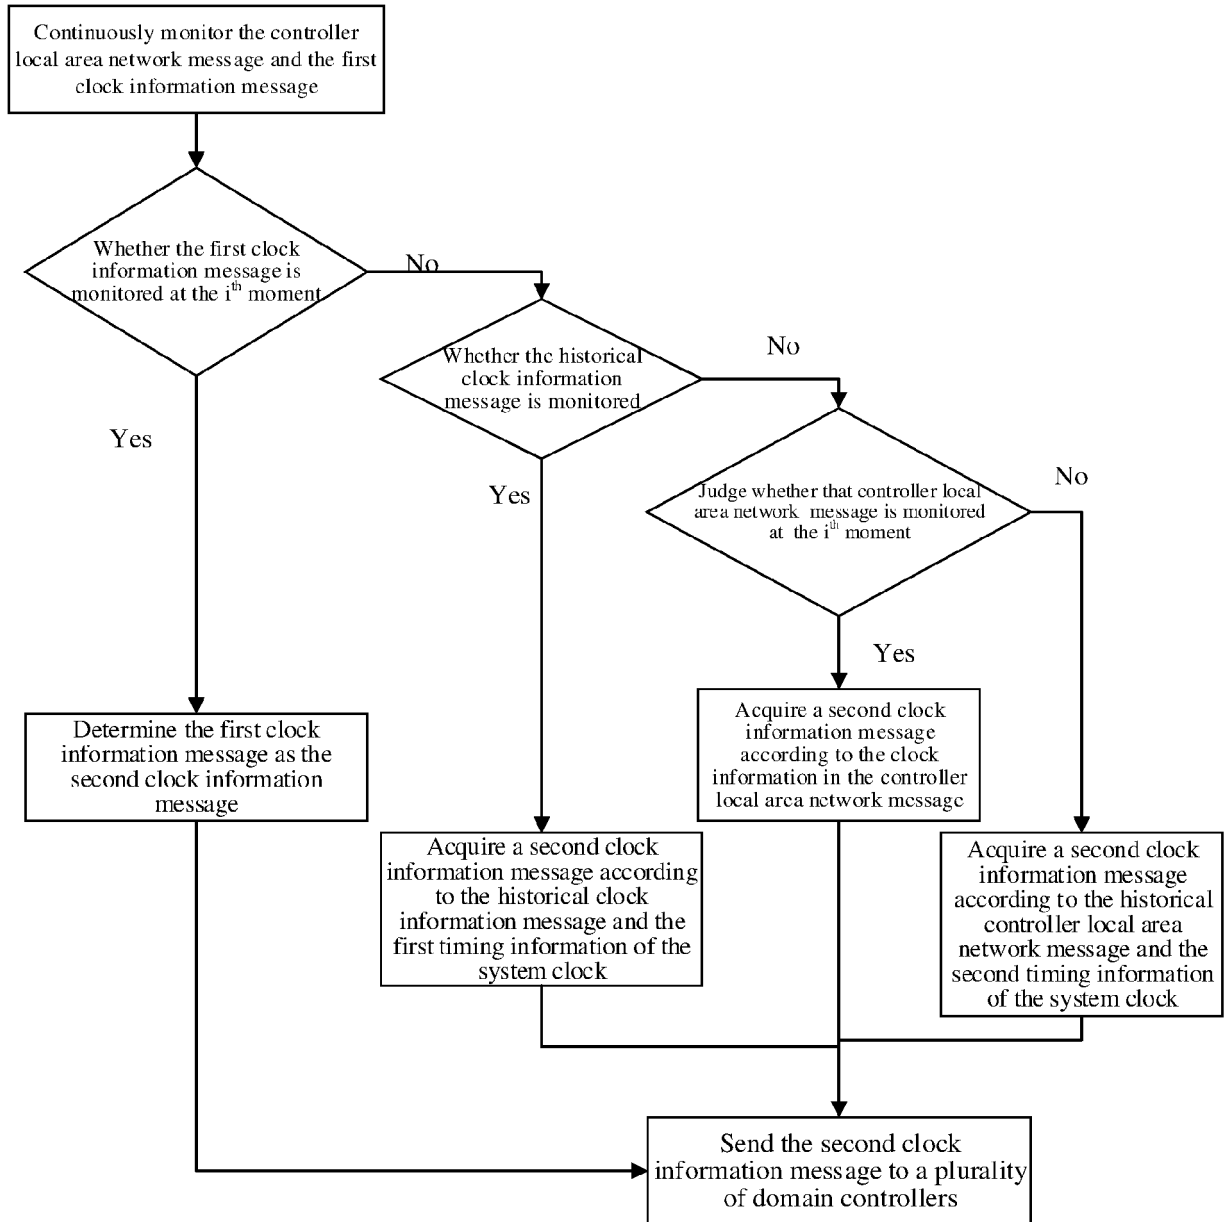 Continuously monitor the controller
local area network message and the first
clock information message
Whether the first clock
information message is
monitored at the ith moment
No
Whether the historical
clock information
message is monitored
No
Yes
Yes
Judge whether that controller local
area network message is monitored
at the ith moment
No
Yes
Determine the first clock
information message as the
second clock information
message
Acquire a second clock
information message
according to the clock
information in the controller
local area network message
Acquire a second clock
information message according
to the historical clock
information message and the
first timing information of the
system clock
Acquire a second clock
information message
according to the historical
controller local area
network message and the
second timing information
of the system clock
Send the second clock
information message to a plurality
of domain controllers